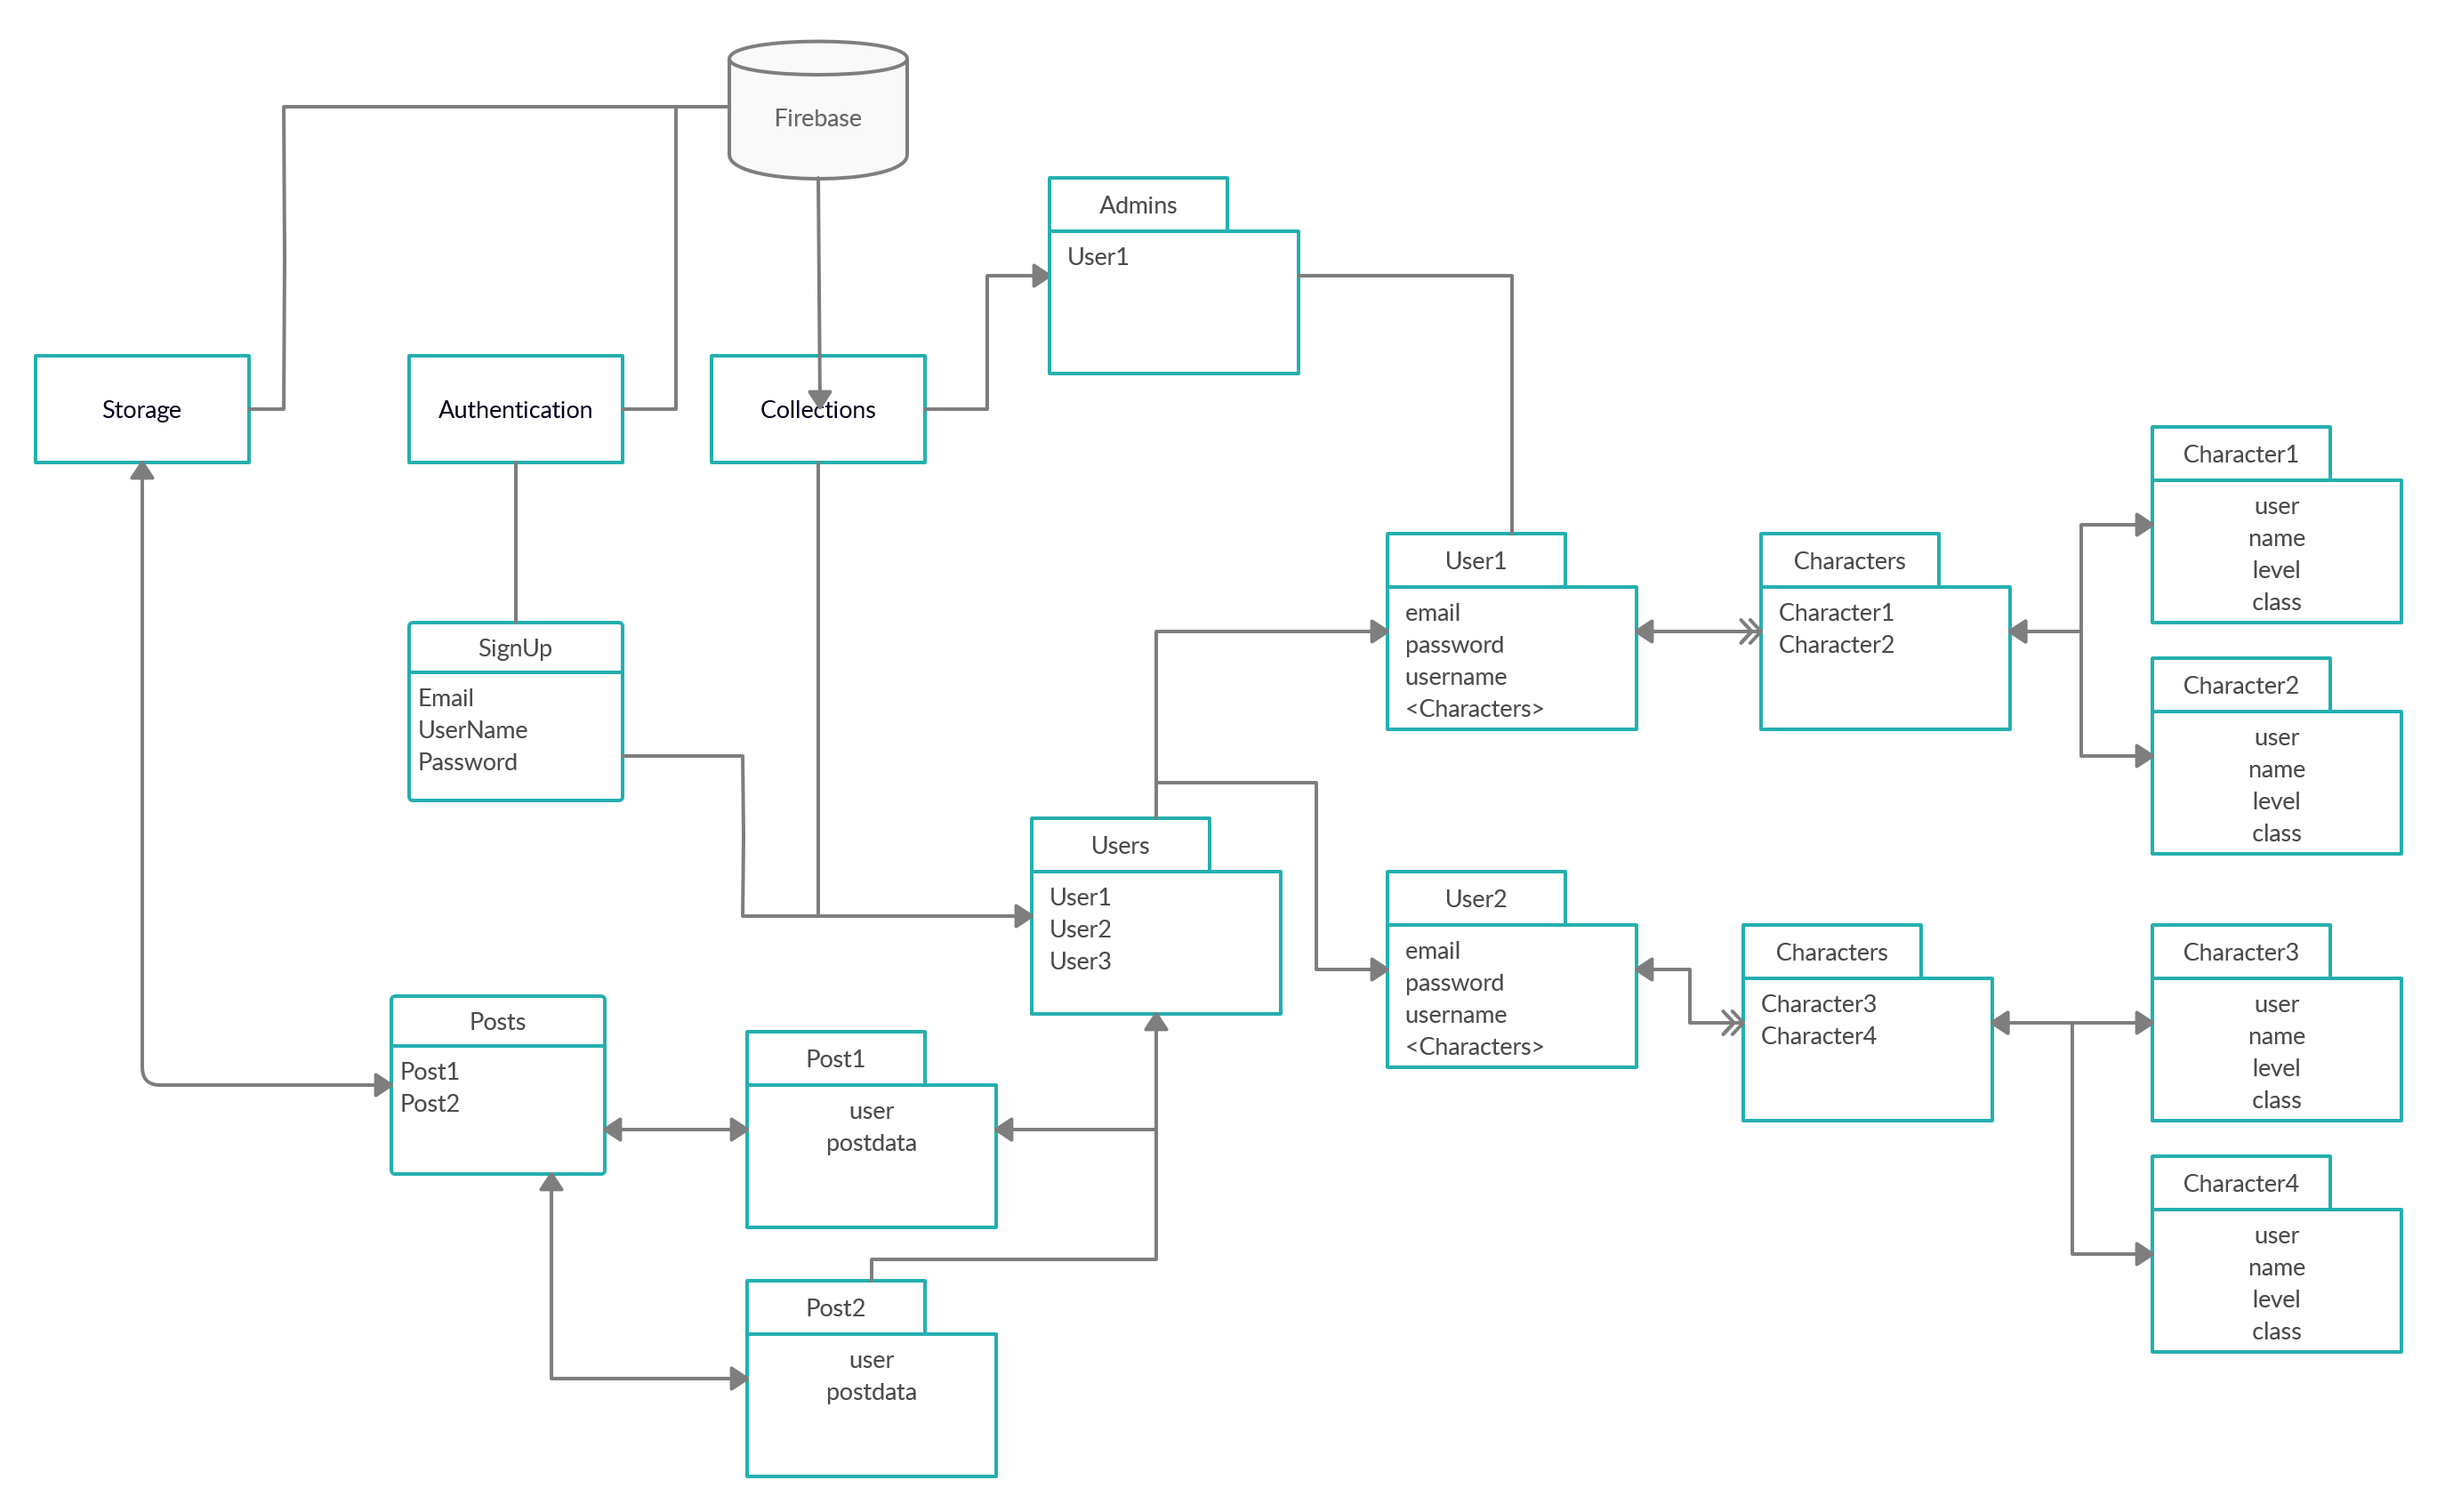 Firebase
Admins
User1
Storage
Authentication
Collections
SignUp
Email
UserName
Password
User1
email
password
username
<Characters>
Characters
Character1
Character2
Character1
user
name
level
class
Character2
user
name
level
class
Users
User1
User2
User3
User2
email
password
username
<Characters>
Characters
Character3
Character4
Character3
user
name
level
class
Character4
user
name
level
class
Posts
Post1
Post2
Post1
user
postdata
Post2
user
postdata